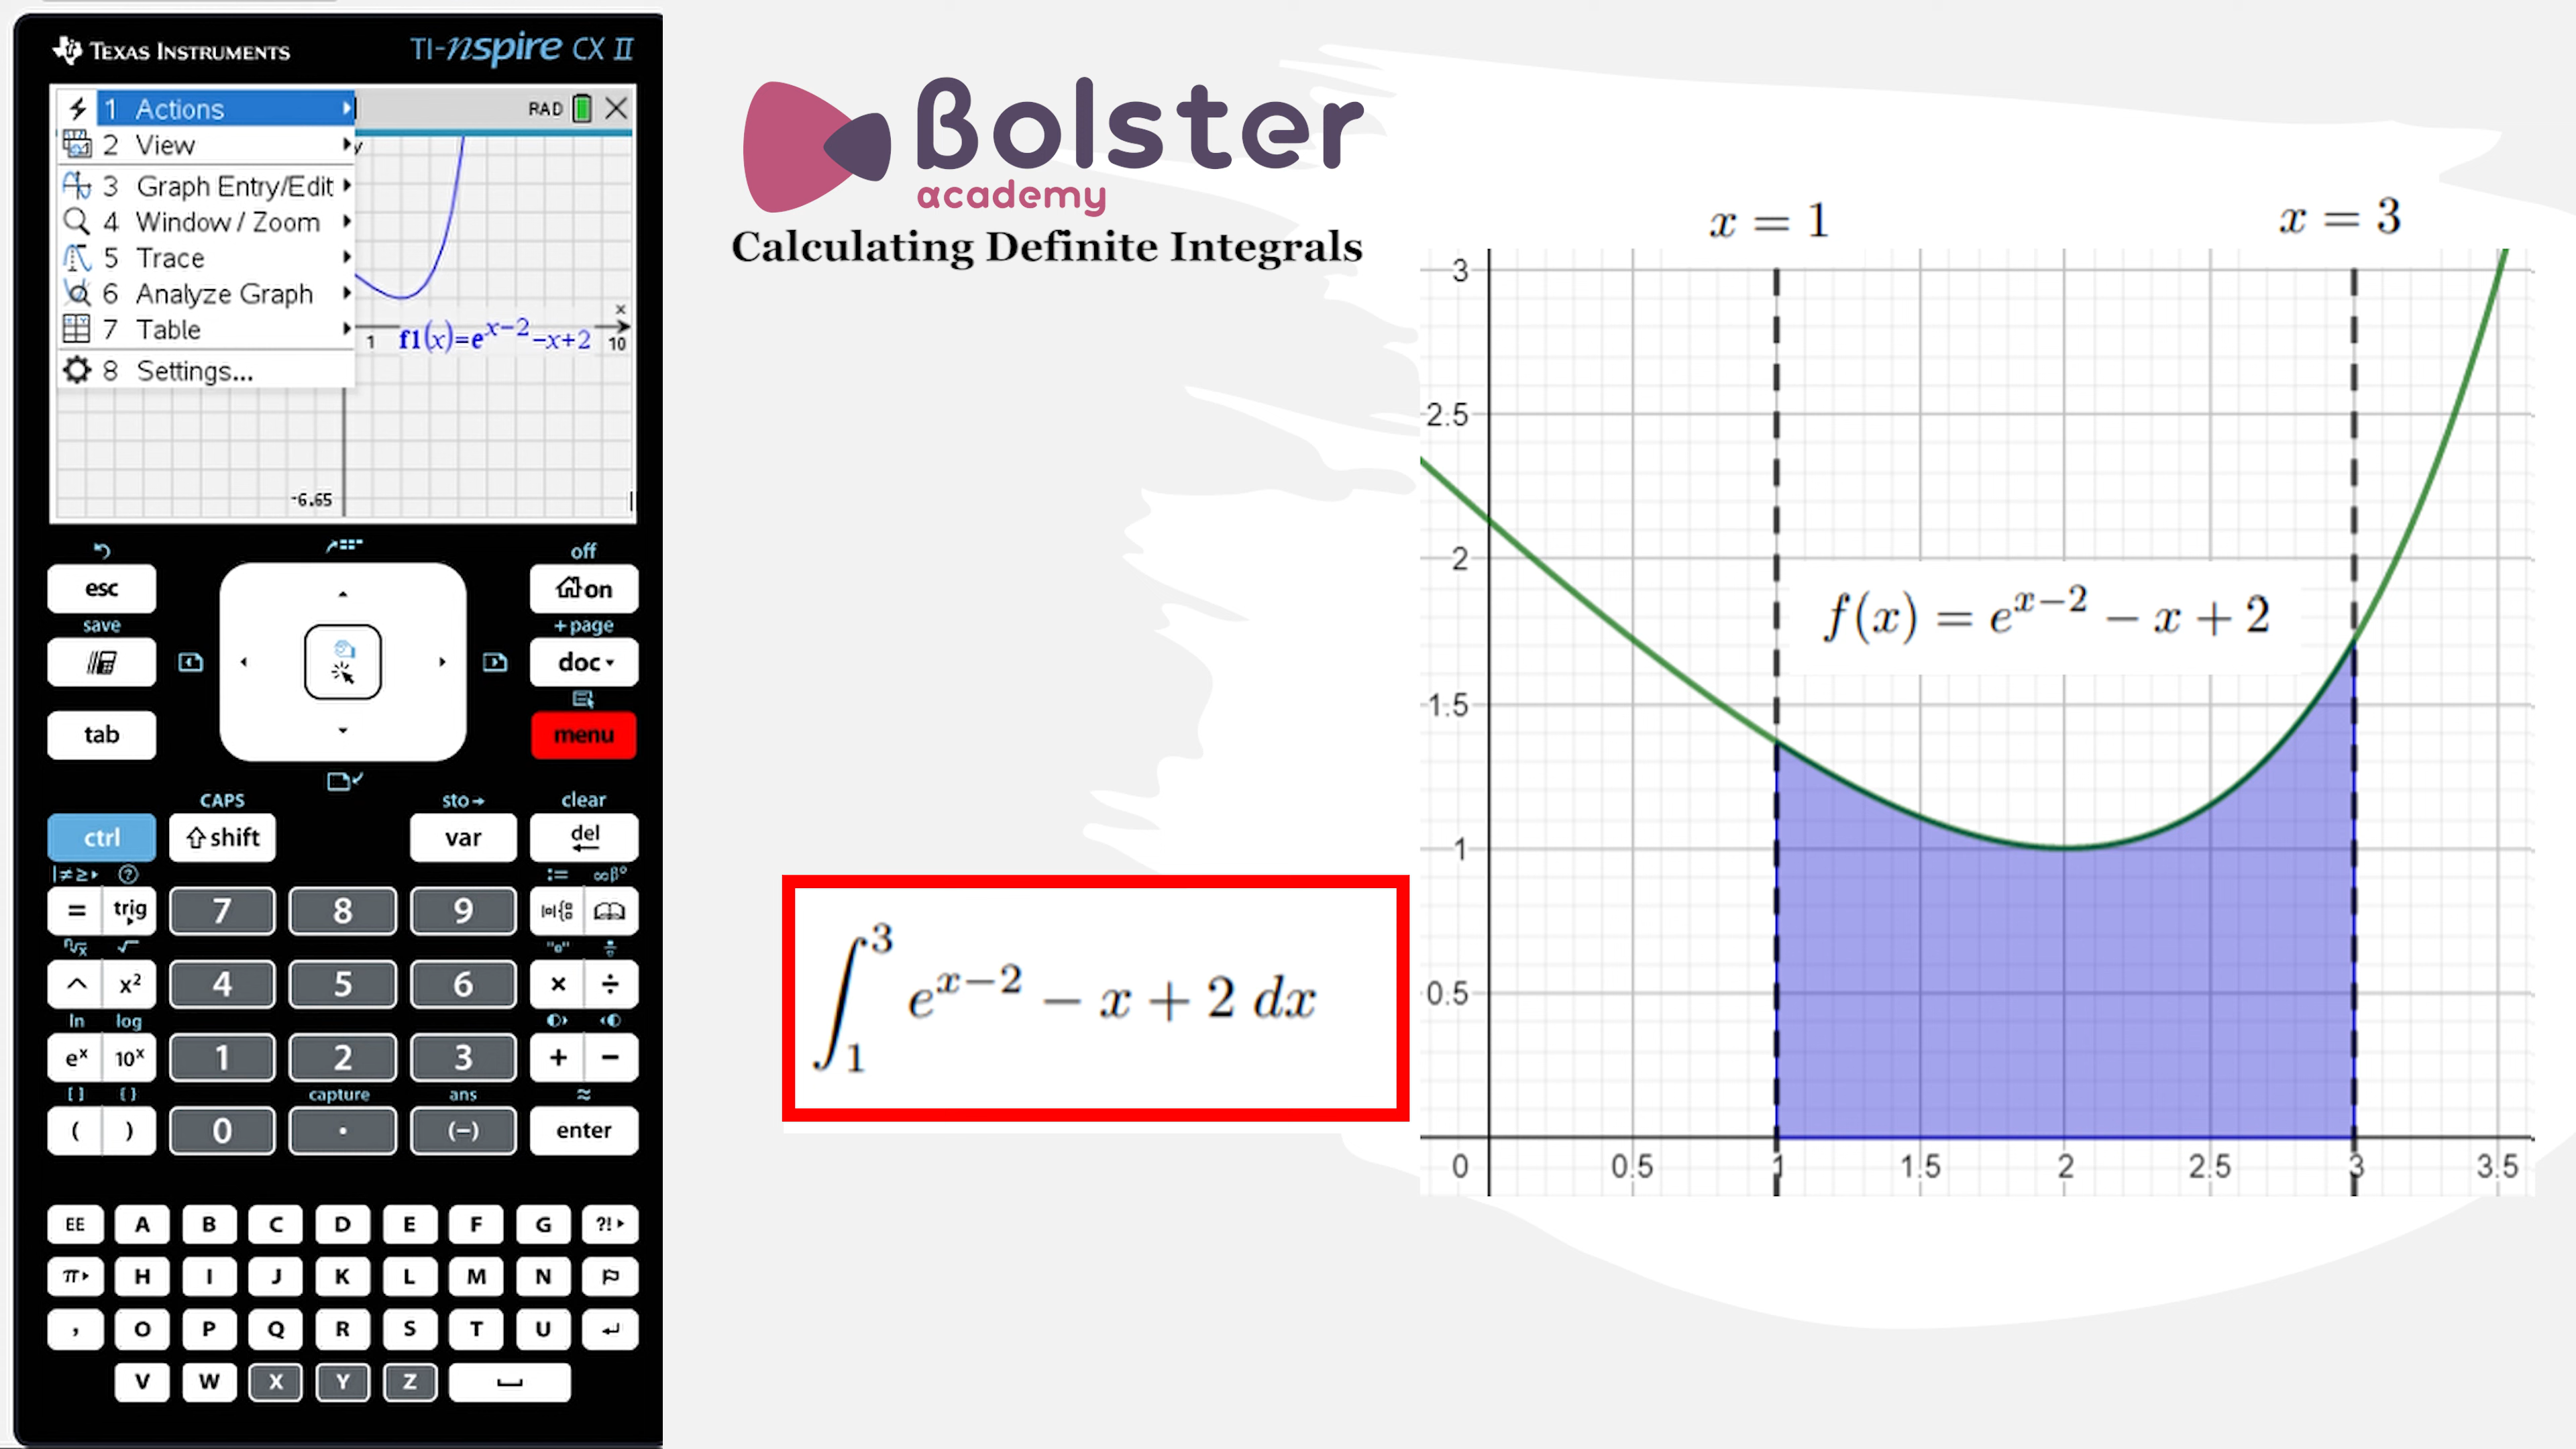 TEXAS INSTRUMENTS
TI-nspire CX II
1 Actions
2 View
3 Graph Entry/Edit
4 Window / Zoom
5 Trace
6 Analyze Graph
7 Table
8 Settings...
RAD
y
x
1
f1(x)=e^{x-2}-x+2
10
-6.65
off
esc
on
save
+ page
doc
tab
menu
CAPS
sto→
clear
ctrl
⇧shift
var
del
|≠≥▸
?
:=
∞β°
=
trig
7
8
9
|□|{
ⁿ√x
√
"□"
^
x²
4
5
6
×
÷
ln
log
eˣ
10ˣ
1
2
3
+
−
[ ]
{ }
capture
ans
≈
(
)
0
.
(−)
enter
EE
A
B
C
D
E
F
G
?!▸
π▸
H
I
J
K
L
M
N
,
O
P
Q
R
S
T
U
↵
V
W
X
Y
Z
Bolster
academy
Calculating Definite Integrals
∫_1^3 e^{x-2} − x + 2 dx
x = 1
x = 3
3
2.5
2
f(x) = e^{x-2} − x + 2
1.5
1
0.5
0
0.5
1
1.5
2
2.5
3
3.5